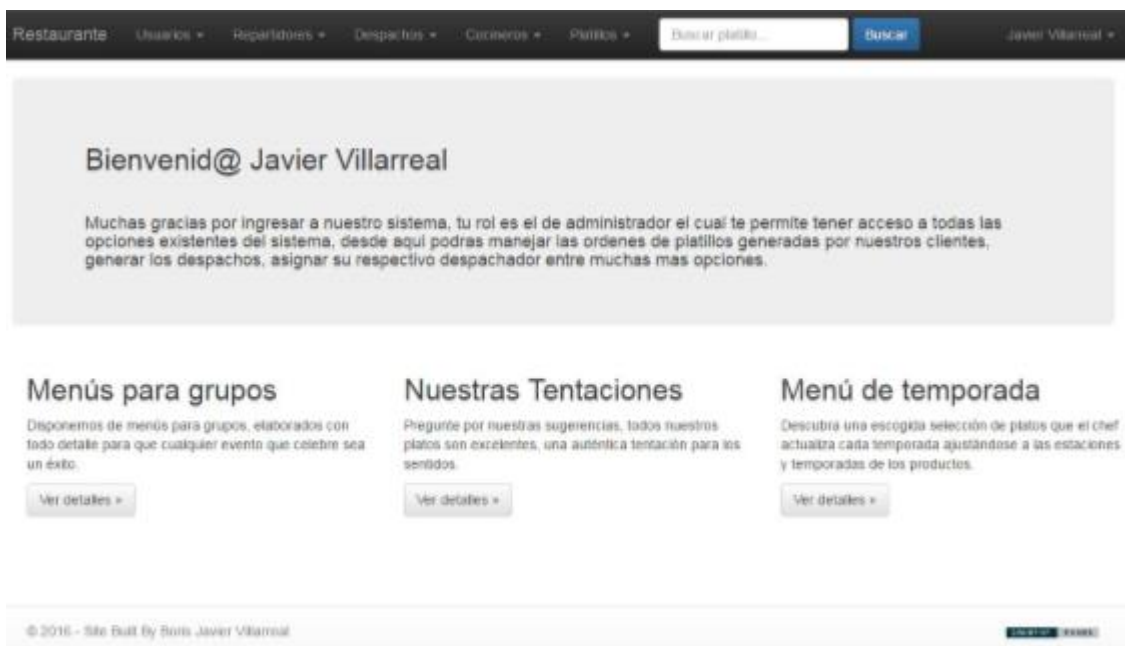 Restaurante Usuarios Repartidores Despachos Cocineros Platillos Buscar platillo... Buscar Javier Villarreal
Bienvenid@ Javier Villarreal
Muchas gracias por ingresar a nuestro sistema, tu rol es el de administrador el cual te permite tener acceso a todas las
opciones existentes del sistema, desde aqui podras manejar las ordenes de platillos generadas por nuestros clientes,
generar los despachos, asignar su respectivo despachador entre muchas mas opciones.
Menús para grupos
Disponemos de menús para grupos, elaborados con
todo detalle para que cualquier evento que celebre sea
un éxito.
Ver detalles »
Nuestras Tentaciones
Pregunte por nuestras sugerencias, todos nuestros
platos son excelentes, una auténtica tentación para los
sentidos.
Ver detalles »
Menú de temporada
Descubra una escogida selección de platos que el chef
actualiza cada temporada ajustándose a las estaciones
y temporadas de los productos.
Ver detalles »
© 2016 - Site Built By Boris Javier Villarreal